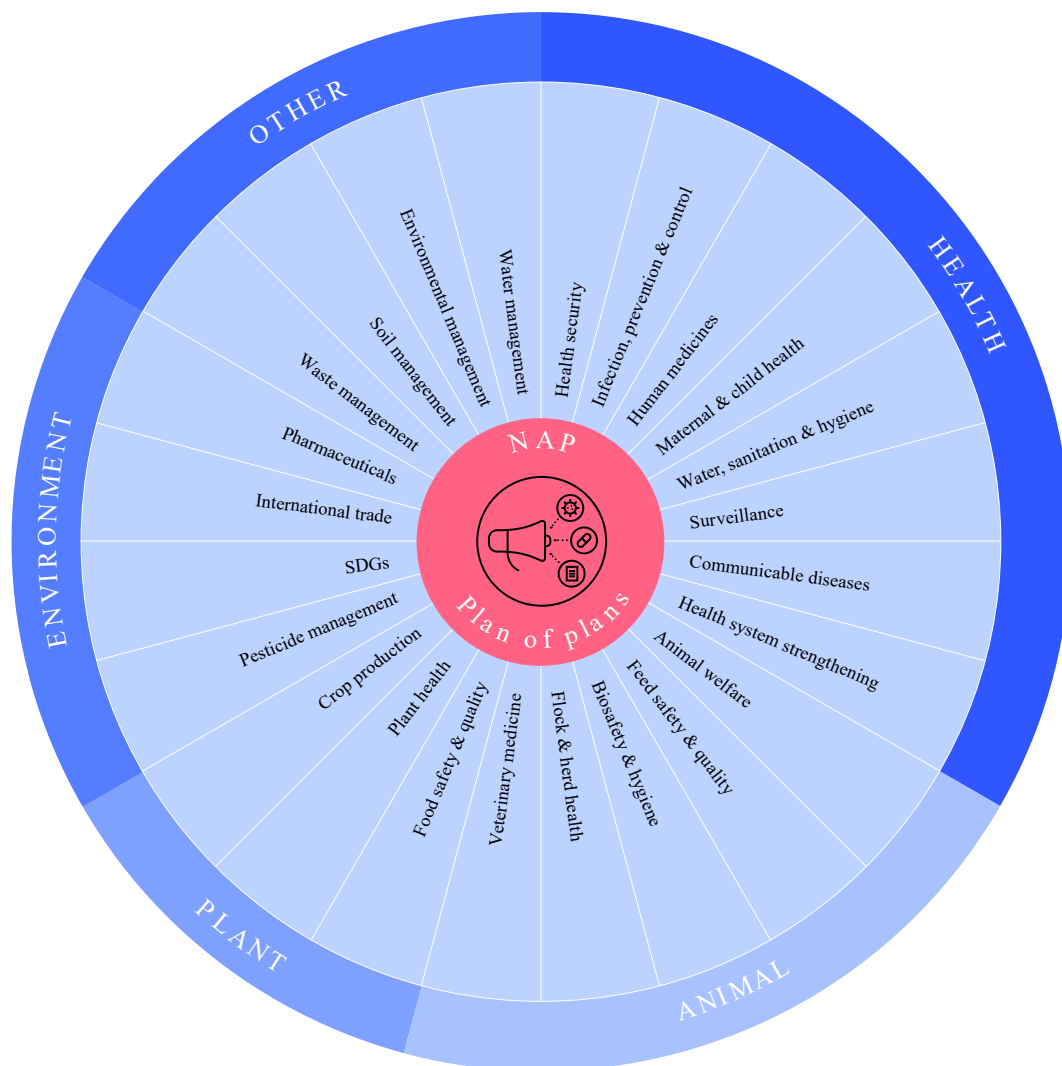 OTHER
HEALTH
ENVIRONMENT
PLANT
ANIMAL
NAP
Plan of plans
Health security
Infection, prevention & control
Human medicines
Maternal & child health
Water, sanitation & hygiene
Surveillance
Communicable diseases
Health system strengthening
Animal welfare
Feed safety & quality
Biosafety & hygiene
Flock & herd health
Veterinary medicine
Food safety & quality
Plant health
Crop production
Pesticide management
SDGs
International trade
Pharmaceuticals
Waste management
Soil management
Environmental management
Water management